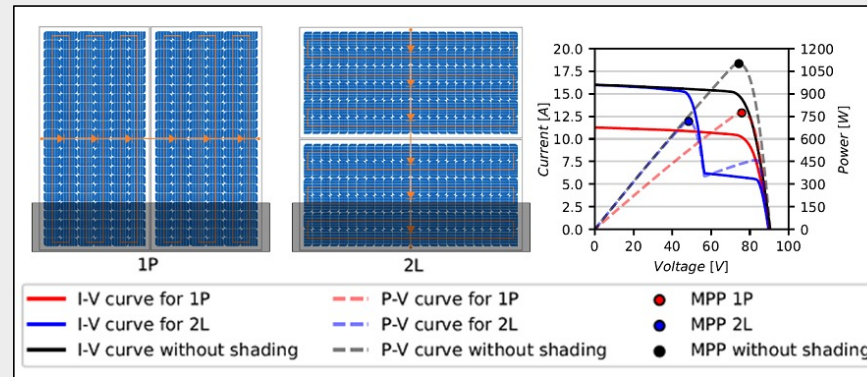 1P
2L
20.0
17.5
15.0
12.5
10.0
7.5
5.0
2.5
0.0
Current [A]
0 20 40 60 80 100
Voltage [V]
1200
1050
900
750
600
450
300
150
0
Power [W]
I-V curve for 1P
P-V curve for 1P
MPP 1P
I-V curve for 2L
P-V curve for 2L
MPP 2L
I-V curve without shading
P-V curve without shading
MPP without shading